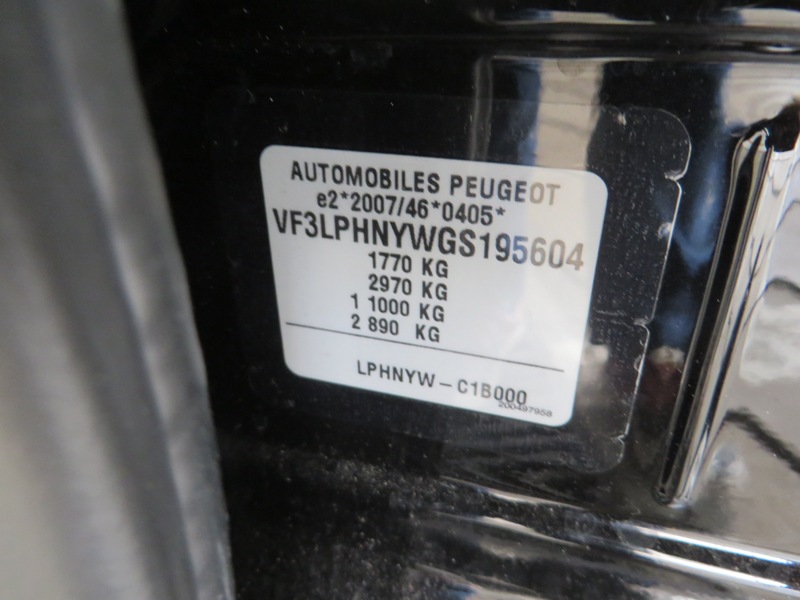 AUTOMOBILES PEUGEOT
e2*2007/46*0405*
VF3LPHNYWGS195604
1770 KG
2970 KG
1 1000 KG
2 890 KG
LPHNYW-C1B000
200497958